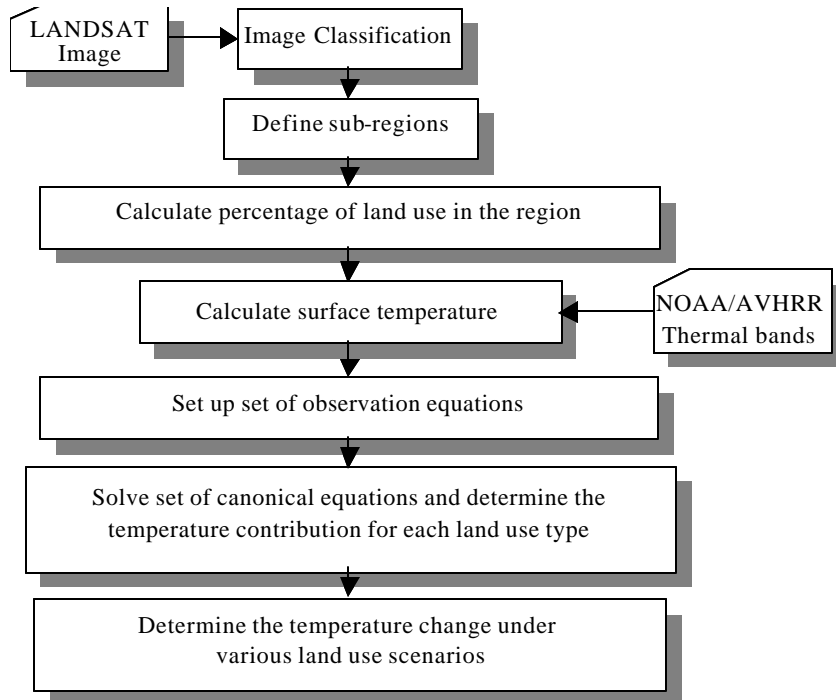 LANDSAT
Image
Image Classification
Define sub-regions
Calculate percentage of land use in the region
Calculate surface temperature
NOAA/AVHRR
Thermal bands
Set up set of observation equations
Solve set of canonical equations and determine the
temperature contribution for each land use type
Determine the temperature change under
various land use scenarios